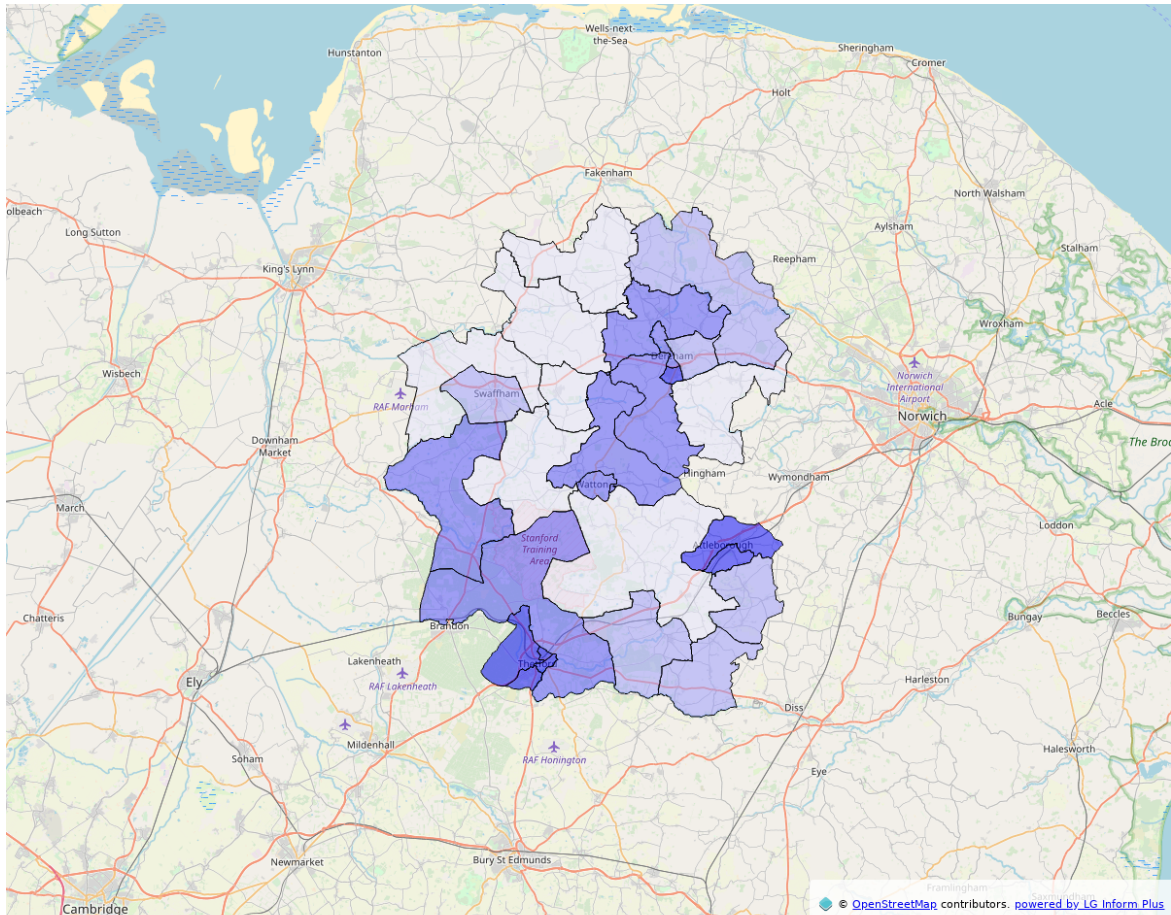 Wells-next-
the-Sea
Hunstanton
Sheringham
Cromer
Holt
Fakenham
North Walsham
olbeach
Long Sutton
Aylsham
Stalham
Reepham
King's Lynn
Wroxham
Dereham
Wisbech
Norwich
International
Airport
Swaffham
RAF Marham
Acle
Norwich
Downham
Market
The Broa
Hingham
Wymondham
Watton
March
Loddon
Stanford
Training
Area
Attleborough
Chatteris
Bungay
Beccles
Brandon
Lakenheath
Thetford
Ely
RAF Lakenheath
Harleston
Diss
Mildenhall
Halesworth
Soham
RAF Honington
Eye
Newmarket
Bury St Edmunds
Framlingham
© OpenStreetMap contributors. powered by LG Inform Plus
Cambridge